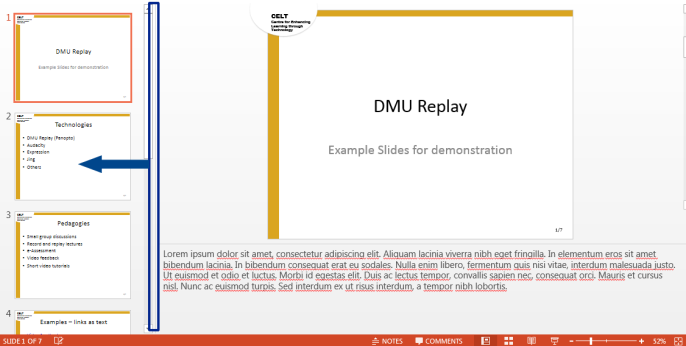 1
CELT
DMU Replay
Example Slides for demonstration
2
CELT
Technologies
• DMU Replay (Panopto)
• Audacity
• Expression
• Jing
• Others
3
CELT
Pedagogies
• Small group discussions
• Record and replay lectures
• e-Assessment
• Video feedback
• Short video tutorials
4
CELT
Examples – links as text
CELT
Centre for Enhancing
Learning through
Technology
DMU Replay
Example Slides for demonstration
1/7
Lorem ipsum dolor sit amet, consectetur adipiscing elit. Aliquam lacinia viverra nibh eget fringilla. In elementum eros sit amet
bibendum lacinia. In bibendum consequat erat eu sodales. Nulla enim libero, fermentum quis nisi vitae, interdum malesuada justo.
Ut euismod et odio et luctus. Morbi id egestas elit. Duis ac lectus tempor, convallis sapien nec, consequat orci. Mauris et cursus
nisl. Nunc ac euismod turpis. Sed interdum ex ut risus interdum, a tempor nibh lobortis.
SLIDE 1 OF 7
NOTES
COMMENTS
52%